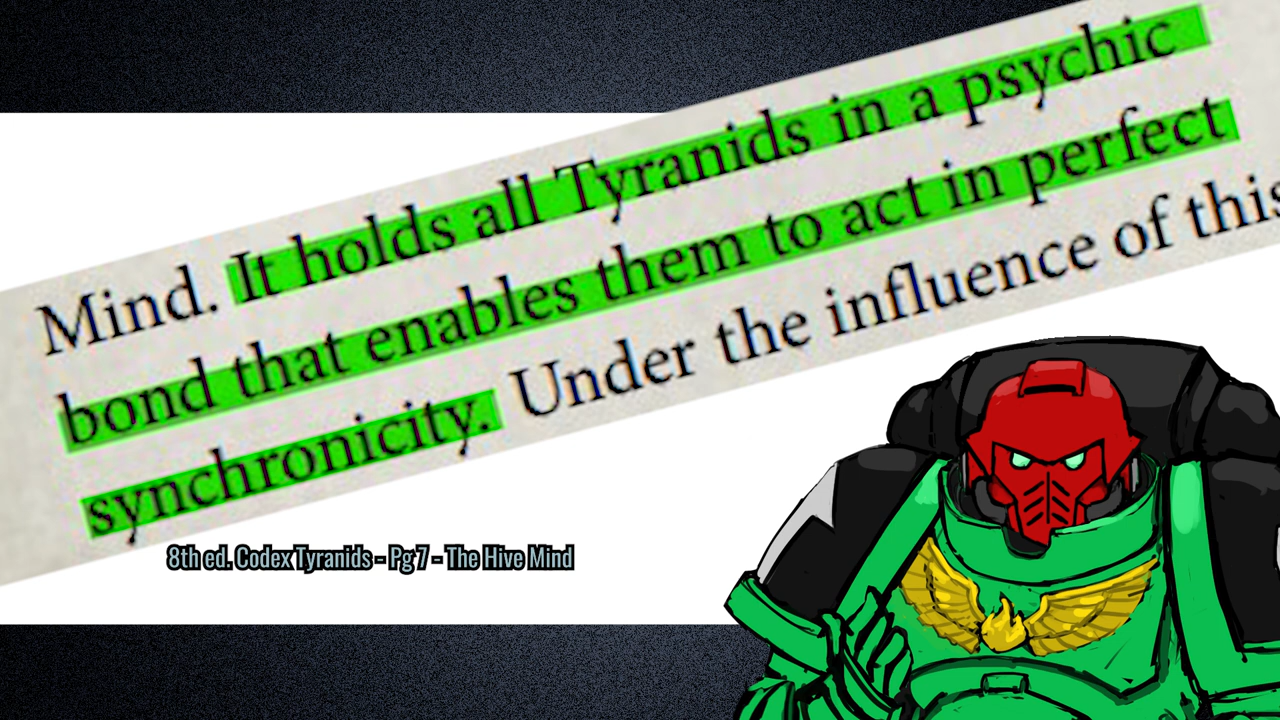 Mind. It holds all Tyranids in a psychic
bond that enables them to act in perfect
synchronicity. Under the influence of this
8th ed. Codex Tyranids - Pg 7 - The Hive Mind